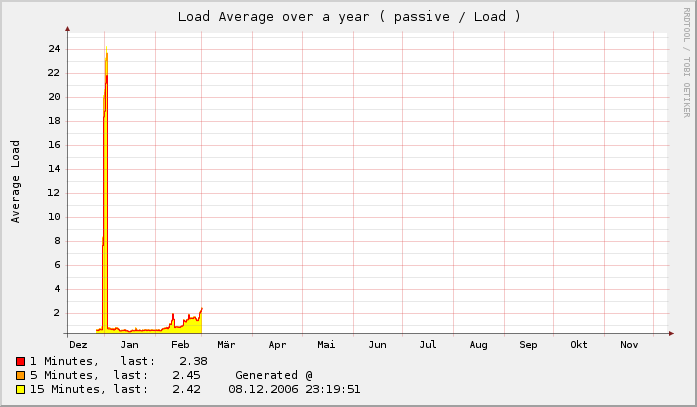 Load Average over a year ( passive / Load )
RRDTOOL / TOBI OETIKER
Average Load
24
22
20
18
16
14
12
10
8
6
4
2
Dez Jan Feb Mär Apr Mai Jun Jul Aug Sep Okt Nov
1 Minutes, last: 2.38
5 Minutes, last: 2.45 Generated @
15 Minutes, last: 2.42 08.12.2006 23:19:51